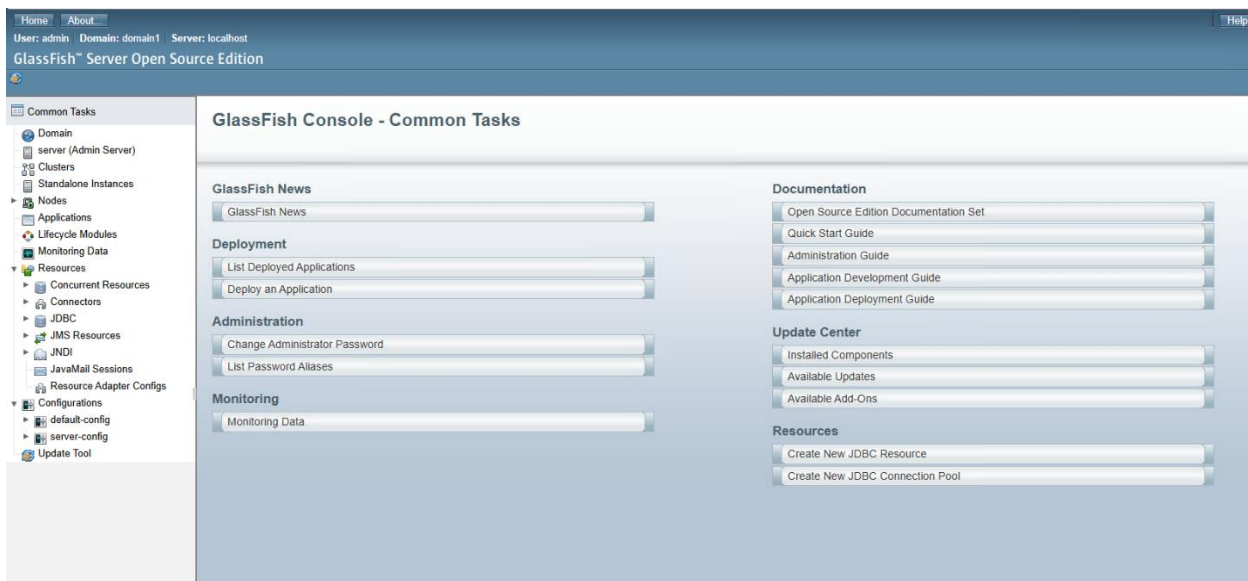 Home About... Help
User: admin Domain: domain1 Server: localhost
GlassFish™ Server Open Source Edition
Common Tasks
Domain
server (Admin Server)
Clusters
Standalone Instances
Nodes
Applications
Lifecycle Modules
Monitoring Data
Resources
Concurrent Resources
Connectors
JDBC
JMS Resources
JNDI
JavaMail Sessions
Resource Adapter Configs
Configurations
default-config
server-config
Update Tool
GlassFish Console - Common Tasks
GlassFish News
GlassFish News
Deployment
List Deployed Applications
Deploy an Application
Administration
Change Administrator Password
List Password Aliases
Monitoring
Monitoring Data
Documentation
Open Source Edition Documentation Set
Quick Start Guide
Administration Guide
Application Development Guide
Application Deployment Guide
Update Center
Installed Components
Available Updates
Available Add-Ons
Resources
Create New JDBC Resource
Create New JDBC Connection Pool